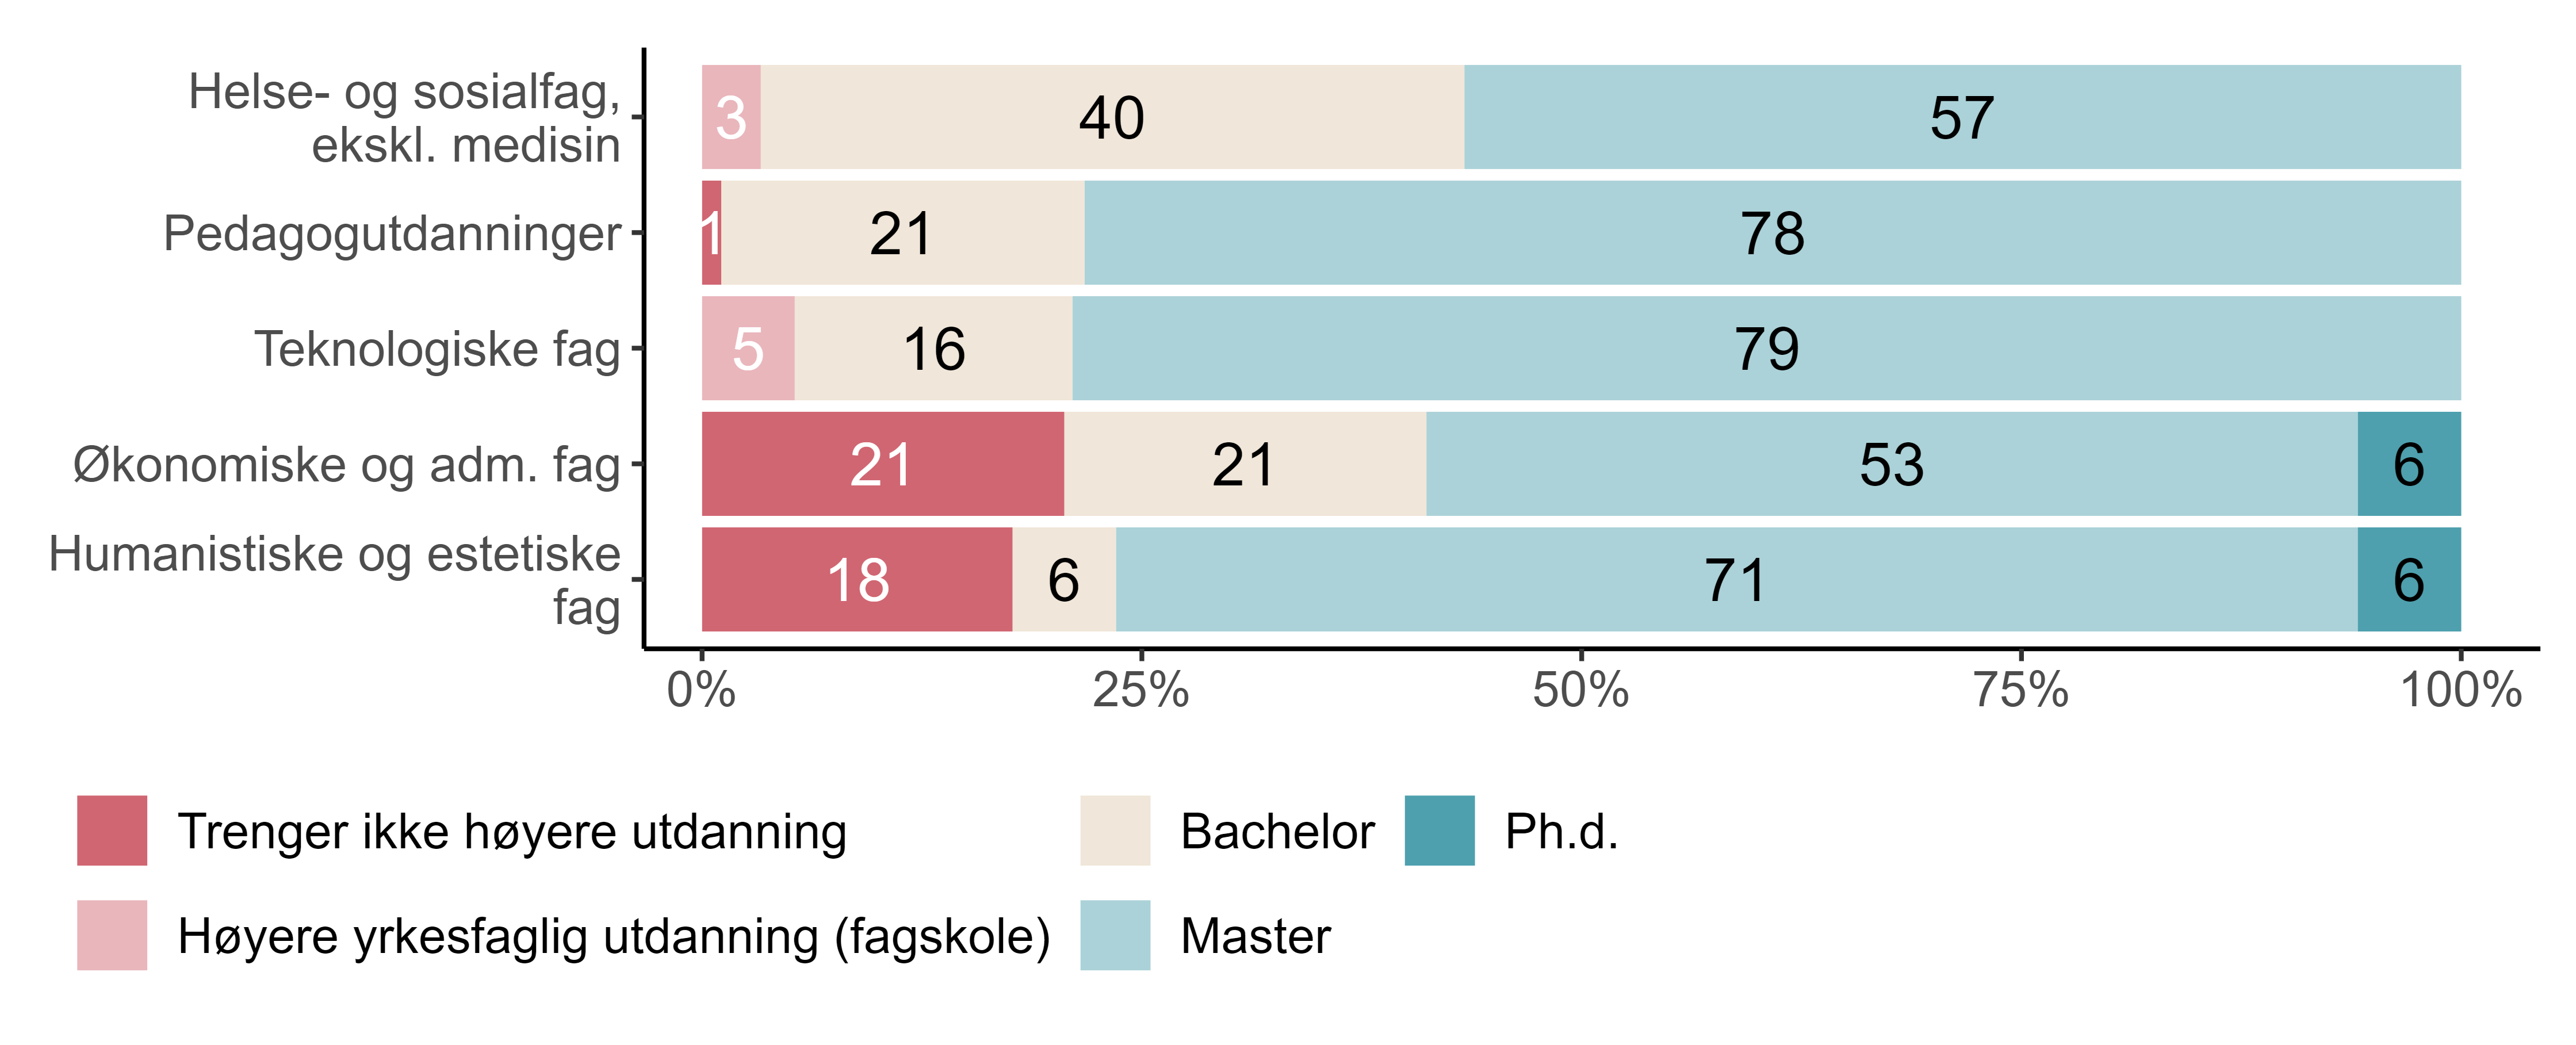 Helse- og sosialfag,
ekskl. medisin
3 40 57
Pedagogutdanninger
1 21 78
Teknologiske fag
5 16 79
Økonomiske og adm. fag
21 21 53 6
Humanistiske og estetiske
fag
18 6 71 6
0% 25% 50% 75% 100%
Trenger ikke høyere utdanning
Høyere yrkesfaglig utdanning (fagskole)
Bachelor
Master
Ph.d.